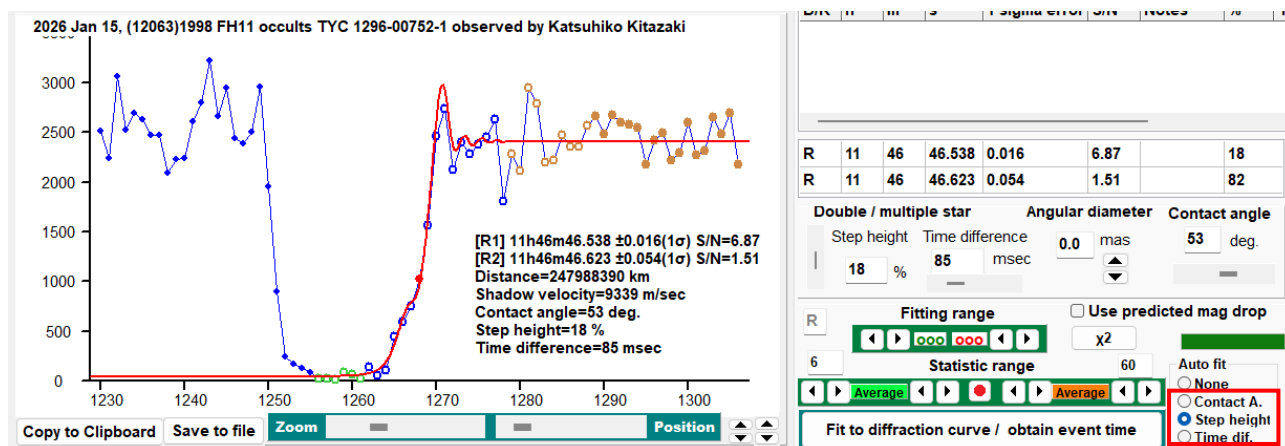 D/R n m s 1 sigma error S/N Notes %
2026 Jan 15, (12063)1998 FH11 occults TYC 1296-00752-1 observed by Katsuhiko Kitazaki
3000
2500
2000
1500
1000
500
0
1230 1240 1250 1260 1270 1280 1290 1300
[R1] 11h46m46.538 ±0.016(1σ) S/N=6.87
[R2] 11h46m46.623 ±0.054(1σ) S/N=1.51
Distance=247988390 km
Shadow velocity=9339 m/sec
Contact angle=53 deg.
Step height=18 %
Time difference=85 msec
Copy to Clipboard Save to file Zoom Position
R 11 46 46.538 0.016 6.87 18
R 11 46 46.623 0.054 1.51 82
Double / multiple star Angular diameter Contact angle
Step height Time difference
18 % 85 msec 0.0 mas 53 deg.
R Fitting range Use predicted mag drop
χ2
6 Statistic range 60
Average Average
Fit to diffraction curve / obtain event time
Auto fit
None
Contact A.
Step height
Time dif.